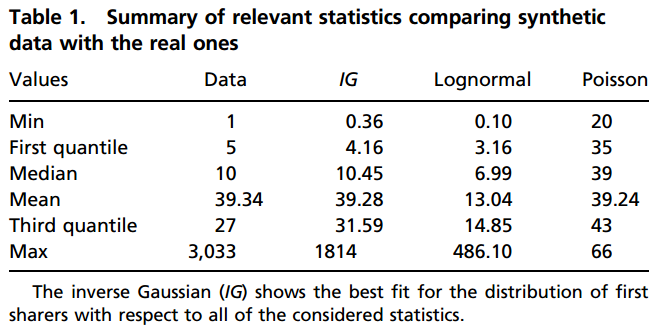 Table 1. Summary of relevant statistics comparing synthetic
data with the real ones
Values Data IG Lognormal Poisson
Min 1 0.36 0.10 20
First quantile 5 4.16 3.16 35
Median 10 10.45 6.99 39
Mean 39.34 39.28 13.04 39.24
Third quantile 27 31.59 14.85 43
Max 3,033 1814 486.10 66
The inverse Gaussian (IG) shows the best fit for the distribution of first
sharers with respect to all of the considered statistics.